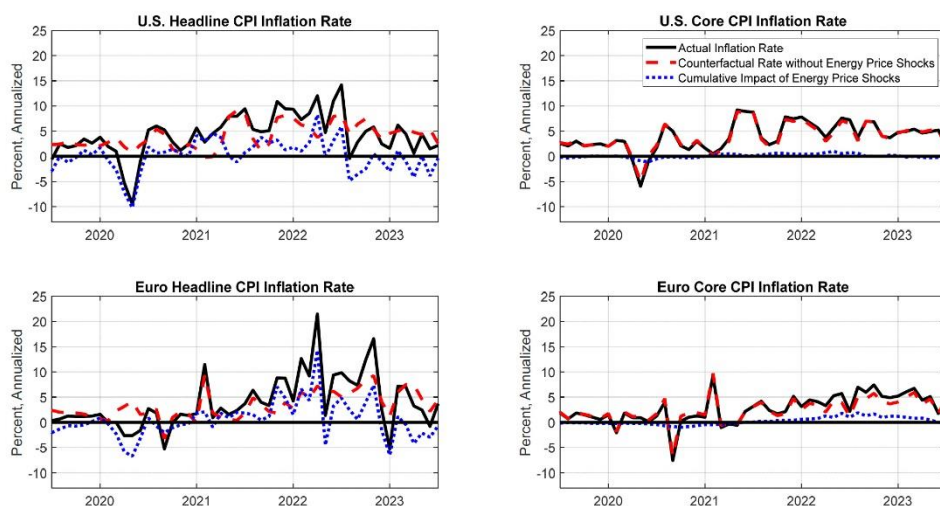 U.S. Headline CPI Inflation Rate
25
20
15
10
5
0
-5
-10
Percent, Annualized
2020 2021 2022 2023
U.S. Core CPI Inflation Rate
25
20
15
10
5
0
-5
-10
Percent, Annualized
Actual Inflation Rate
Counterfactual Rate without Energy Price Shocks
Cumulative Impact of Energy Price Shocks
2020 2021 2022 2023
Euro Headline CPI Inflation Rate
25
20
15
10
5
0
-5
-10
Percent, Annualized
2020 2021 2022 2023
Euro Core CPI Inflation Rate
25
20
15
10
5
0
-5
-10
Percent, Annualized
2020 2021 2022 2023